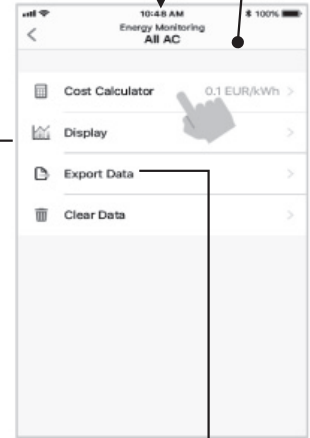 10:48 AM
100%
Energy Monitoring
All AC
Cost Calculator 0.1 EUR/kWh
Display
Export Data
Clear Data